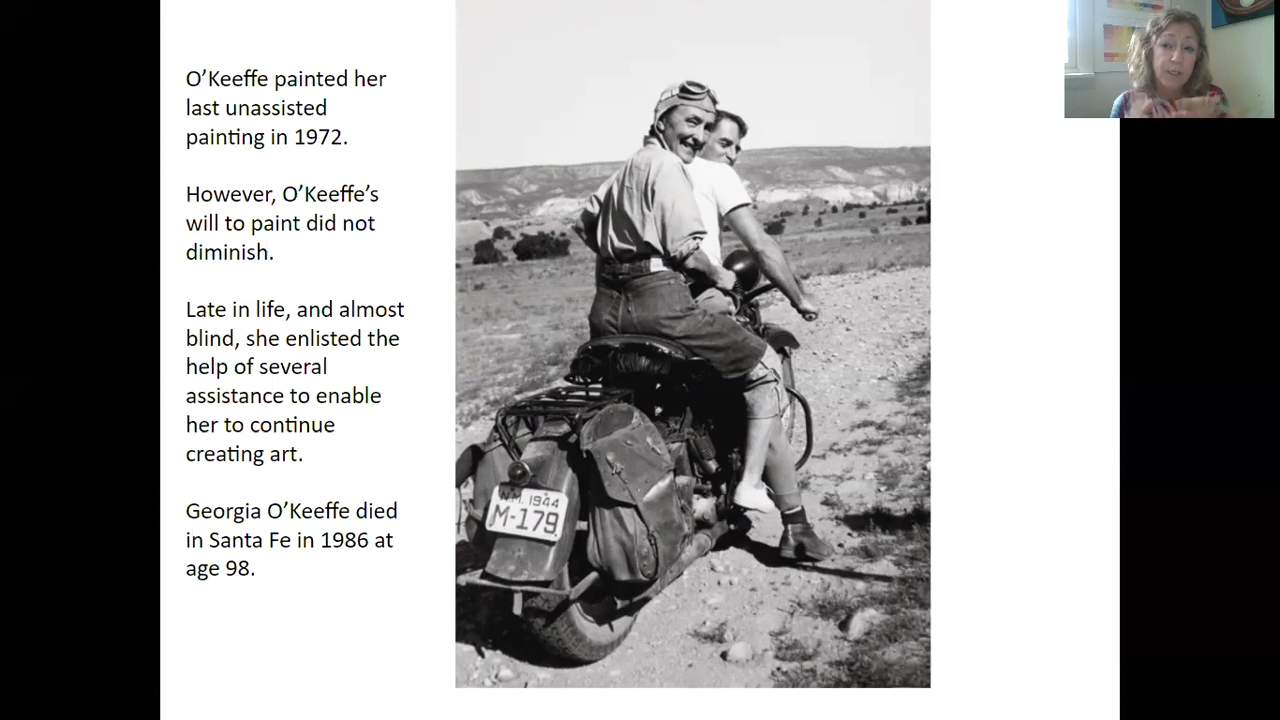 O'Keeffe painted her
last unassisted
painting in 1972.
However, O'Keeffe's
will to paint did not
diminish.
Late in life, and almost
blind, she enlisted the
help of several
assistance to enable
her to continue
creating art.
Georgia O'Keeffe died
in Santa Fe in 1986 at
age 98.
N.M. 1944
M-179